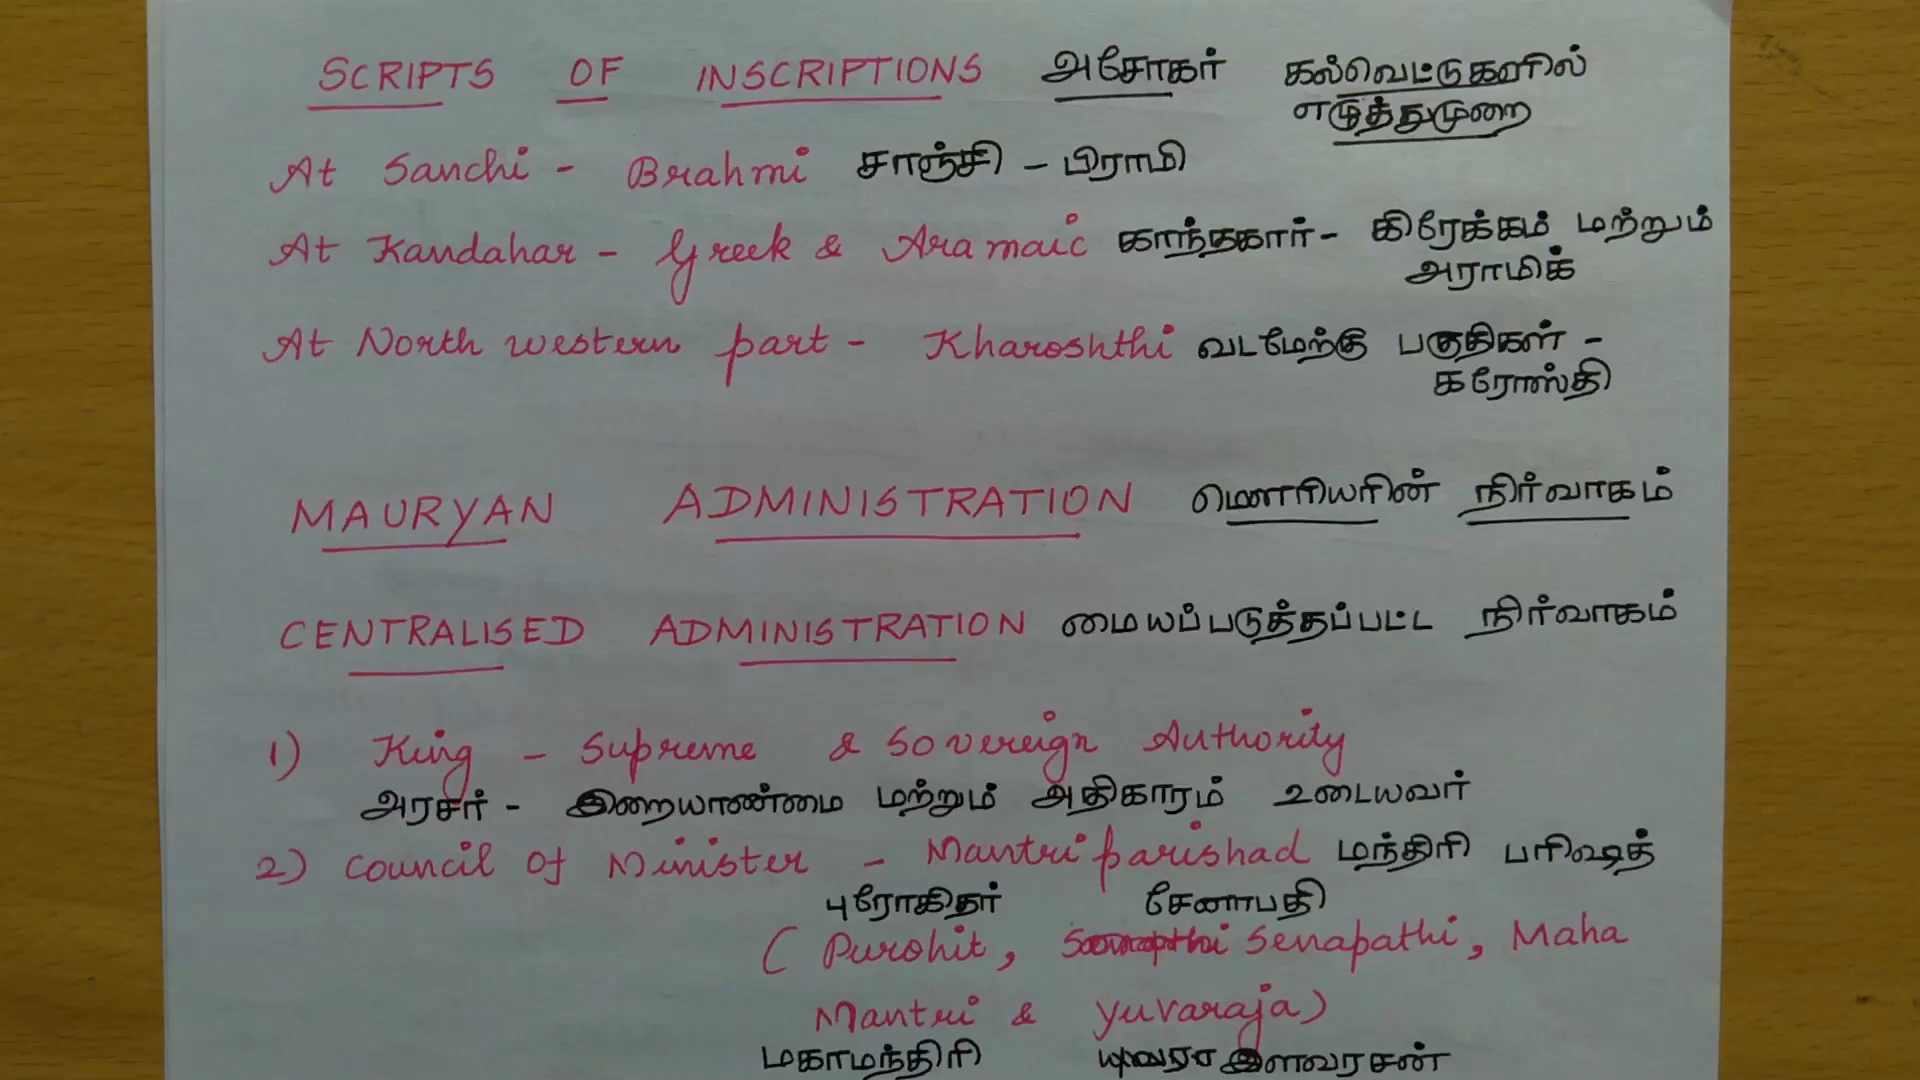 SCRIPTS OF INSCRIPTIONS அசோகர் கல்வெட்டுகளில்
எழுத்துமுறை
At Sanchi - Brahmi சாஞ்சி - பிராமி
At Kandahar - Greek & Aramaic காந்தகார் - கிரேக்கம் மற்றும்
அராமிக்
At North western part - Kharoshthi வடமேற்கு பகுதிகள் -
கரோஸ்தி
MAURYAN ADMINISTRATION மௌரியரின் நிர்வாகம்
CENTRALISED ADMINISTRATION மையப்படுத்தப்பட்ட நிர்வாகம்
1) King - Supreme & Sovereign Authority
அரசர் - இறையாண்மை மற்றும் அதிகாரம் உடையவர்
2) Council of Minister - Mantri parishad மந்திரி பரிஷத்
புரோகிதர் சேனாபதி
( Purohit, Senapathi, Maha
Mantri & Yuvaraja)
மகாமந்திரி இளவரசன்